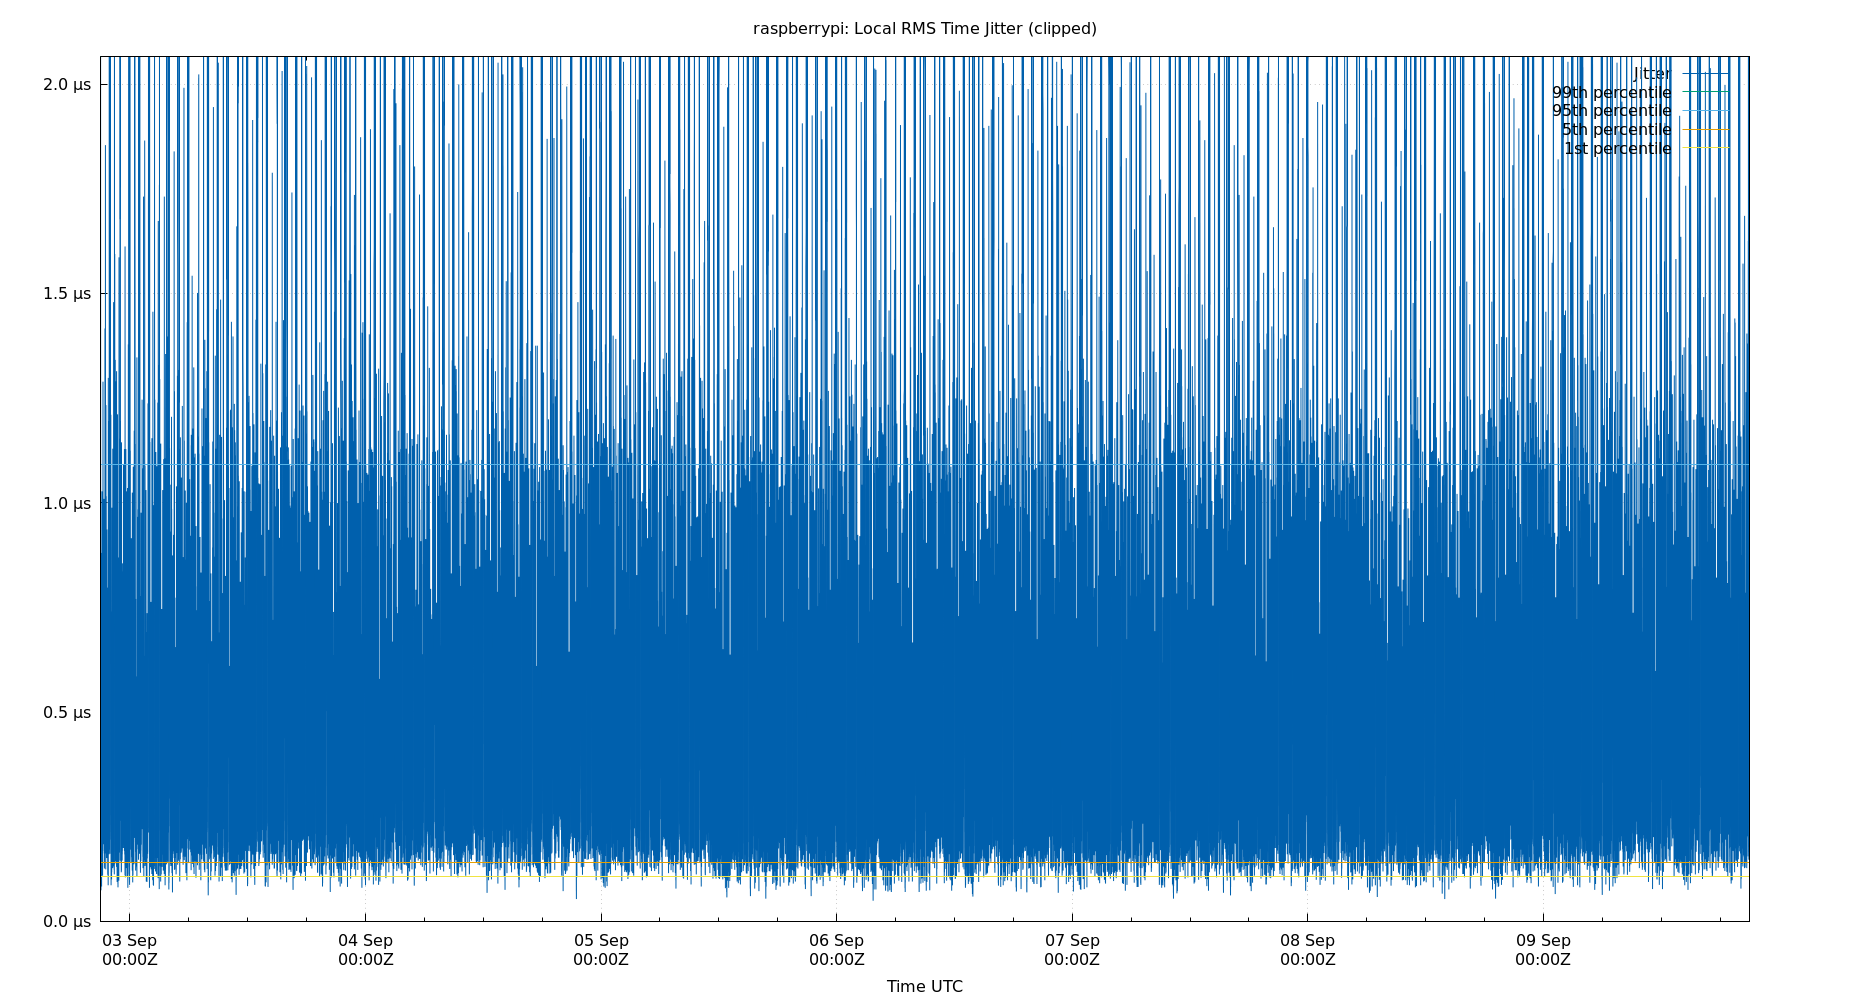 raspberrypi: Local RMS Time Jitter (clipped)
2.0 µs
1.5 µs
1.0 µs
0.5 µs
0.0 µs
Jitter
99th percentile
95th percentile
5th percentile
1st percentile
03 Sep 04 Sep 05 Sep 06 Sep 07 Sep 08 Sep 09 Sep
00:00Z 00:00Z 00:00Z 00:00Z 00:00Z 00:00Z 00:00Z
Time UTC